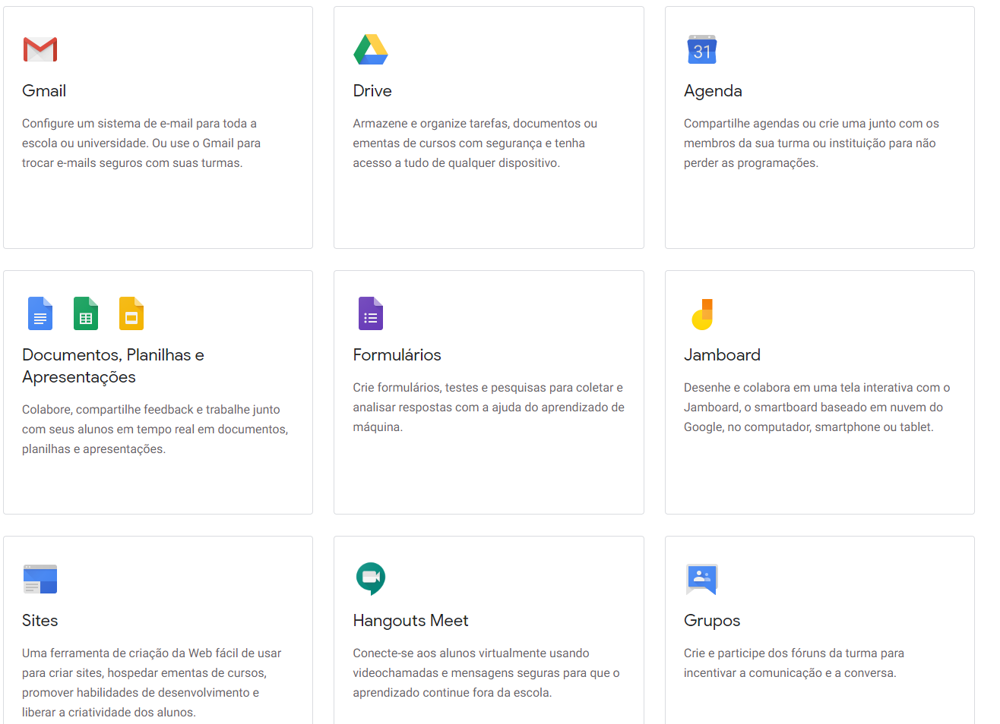 Gmail
Configure um sistema de e-mail para toda a
escola ou universidade. Ou use o Gmail para
trocar e-mails seguros com suas turmas.
Drive
Armazene e organize tarefas, documentos ou
ementas de cursos com segurança e tenha
acesso a tudo de qualquer dispositivo.
31
Agenda
Compartilhe agendas ou crie uma junto com os
membros da sua turma ou instituição para não
perder as programações.
Documentos, Planilhas e
Apresentações
Colabore, compartilhe feedback e trabalhe junto
com seus alunos em tempo real em documentos,
planilhas e apresentações.
Formulários
Crie formulários, testes e pesquisas para coletar e
analisar respostas com a ajuda do aprendizado de
máquina.
Jamboard
Desenhe e colabora em uma tela interativa com o
Jamboard, o smartboard baseado em nuvem do
Google, no computador, smartphone ou tablet.
Sites
Uma ferramenta de criação da Web fácil de usar
para criar sites, hospedar ementas de cursos,
promover habilidades de desenvolvimento e
liberar a criatividade dos alunos.
Hangouts Meet
Conecte-se aos alunos virtualmente usando
videochamadas e mensagens seguras para que o
aprendizado continue fora da escola.
Grupos
Crie e participe dos fóruns da turma para
incentivar a comunicação e a conversa.